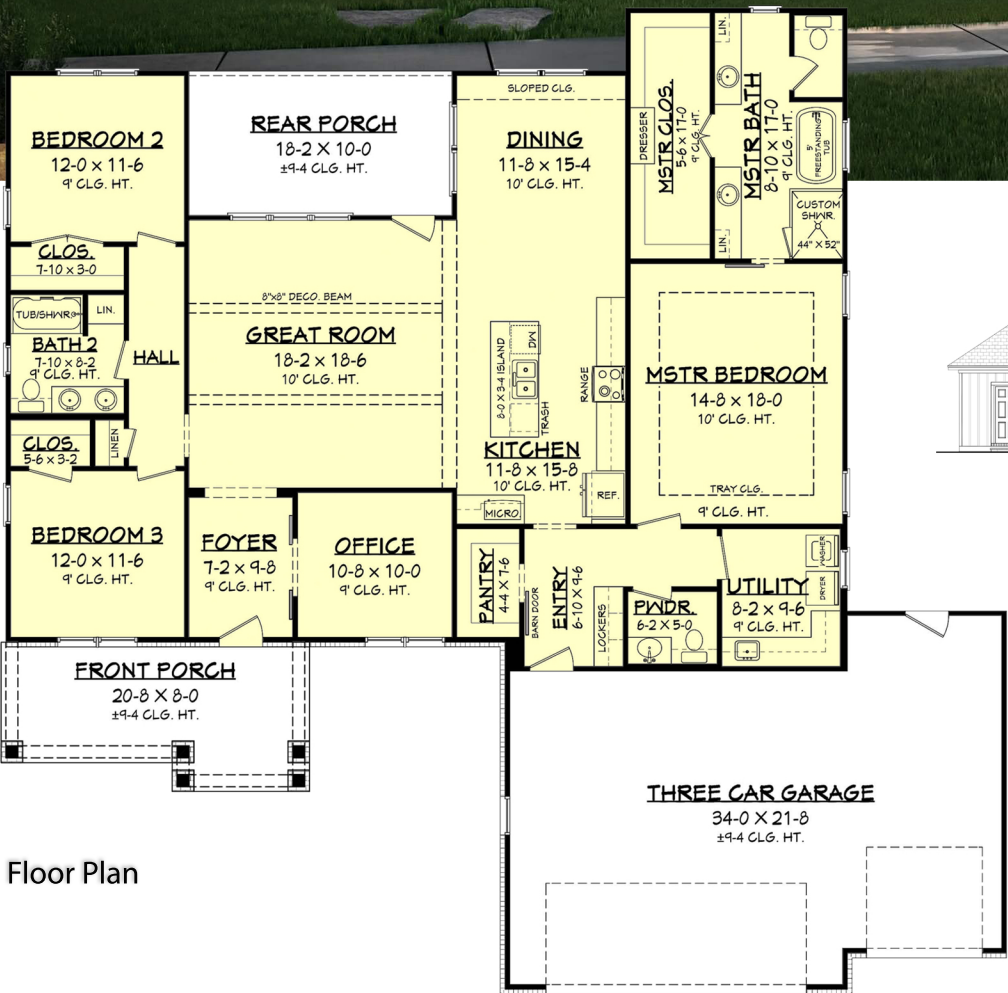 BEDROOM 2
12-0 X 11-6
9' CLG. HT.
REAR PORCH
18-2 X 10-0
±9-4 CLG. HT.
SLOPED CLG.
DINING
11-8 X 15-4
10' CLG. HT.
DRESSER
MSTR CLOS.
5-6 X 17-0
9' CLG. HT.
LIN.
MSTR BATH
8-10 X 17-0
9' CLG. HT.
LIN.
5'
FREESTANDING
TUB
CUSTOM
SHWR.
44" X 52"
CLOS.
7-10 X 3-0
TUB/SHWR.
LIN.
BATH 2
7-10 X 8-2
9' CLG. HT.
HALL
8"x8" DECO. BEAM
GREAT ROOM
18-2 X 18-6
10' CLG. HT.
8-0 X 3-4 ISLAND
DW
TRASH
RANGE
KITCHEN
11-8 X 15-8
10' CLG. HT.
REF.
MICRO.
MSTR BEDROOM
14-8 X 18-0
10' CLG. HT.
TRAY CLG.
9' CLG. HT.
CLOS.
5-6 X 3-2
LINEN
BEDROOM 3
12-0 X 11-6
9' CLG. HT.
FOYER
7-2 X 9-8
9' CLG. HT.
OFFICE
10-8 X 10-0
9' CLG. HT.
PANTRY
4-4 X 7-6
BARN DOOR
ENTRY
6-10 X 9-6
LOCKERS
PWDR.
6-2 X 5-0
UTILITY
8-2 X 9-6
9' CLG. HT.
WASHER
DRYER
FRONT PORCH
20-8 X 8-0
±9-4 CLG. HT.
THREE CAR GARAGE
34-0 X 21-8
±9-4 CLG. HT.
Floor Plan